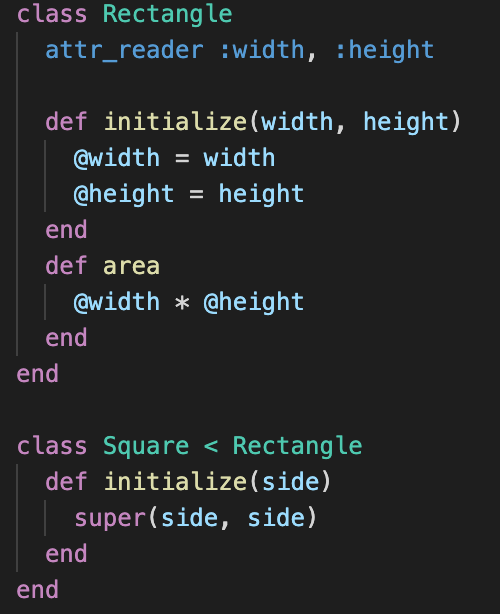 class Rectangle
  attr_reader :width, :height

  def initialize(width, height)
    @width = width
    @height = height
  end
  def area
    @width * @height
  end
end

class Square < Rectangle
  def initialize(side)
    super(side, side)
  end
end